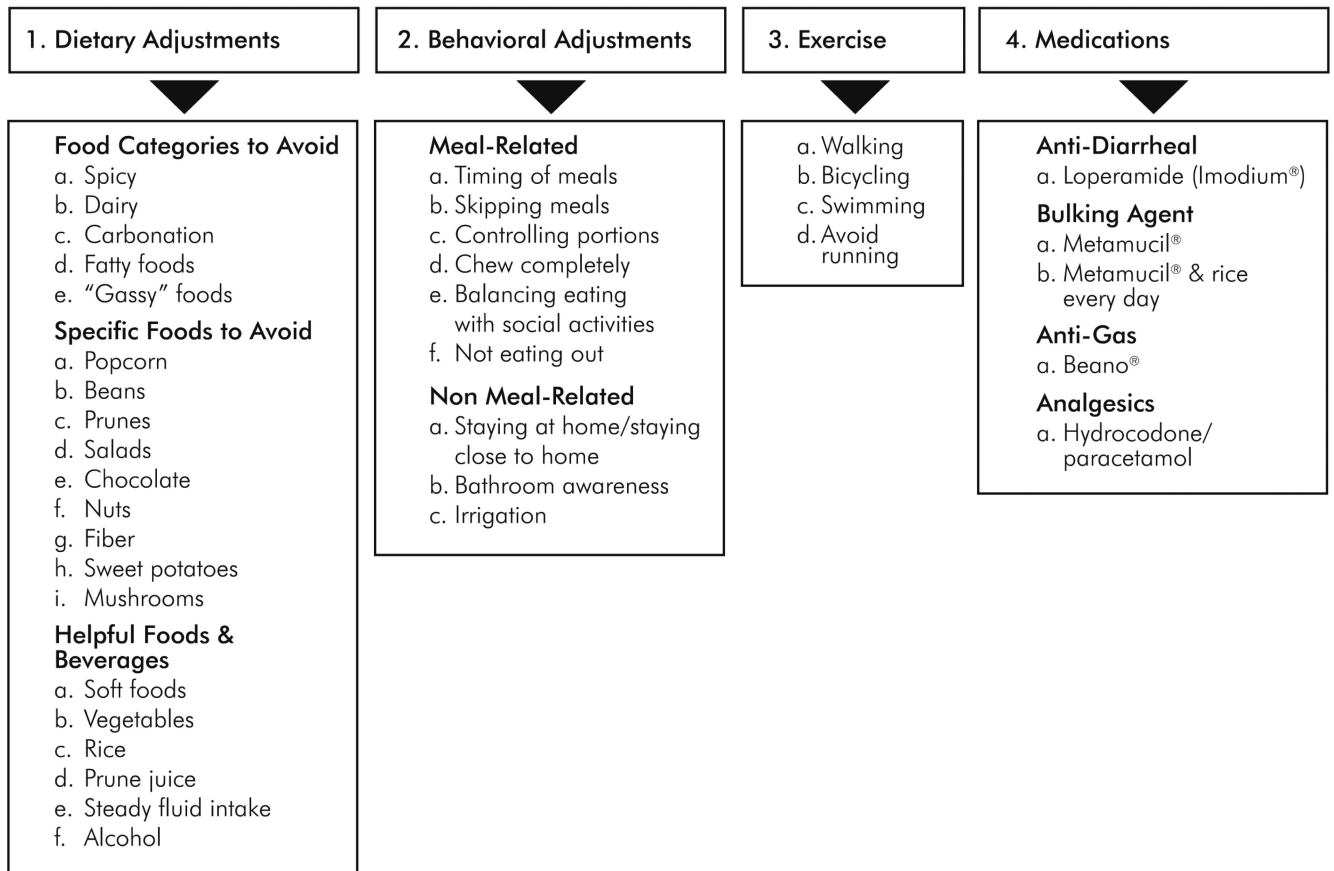 1. Dietary Adjustments
Food Categories to Avoid
a. Spicy
b. Dairy
c. Carbonation
d. Fatty foods
e. “Gassy” foods
Specific Foods to Avoid
a. Popcorn
b. Beans
c. Prunes
d. Salads
e. Chocolate
f. Nuts
g. Fiber
h. Sweet potatoes
i. Mushrooms
Helpful Foods &
Beverages
a. Soft foods
b. Vegetables
c. Rice
d. Prune juice
e. Steady fluid intake
f. Alcohol
2. Behavioral Adjustments
Meal-Related
a. Timing of meals
b. Skipping meals
c. Controlling portions
d. Chew completely
e. Balancing eating
with social activities
f. Not eating out
Non Meal-Related
a. Staying at home/staying
close to home
b. Bathroom awareness
c. Irrigation
3. Exercise
a. Walking
b. Bicycling
c. Swimming
d. Avoid
running
4. Medications
Anti-Diarrheal
a. Loperamide (Imodium®)
Bulking Agent
a. Metamucil®
b. Metamucil® & rice
every day
Anti-Gas
a. Beano®
Analgesics
a. Hydrocodone/
paracetamol